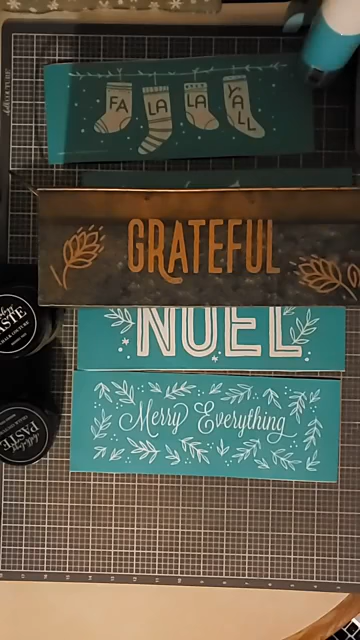 FA LA LA Y'ALL
GRATEFUL
NOEL
Merry Everything
PASTE
PASTE